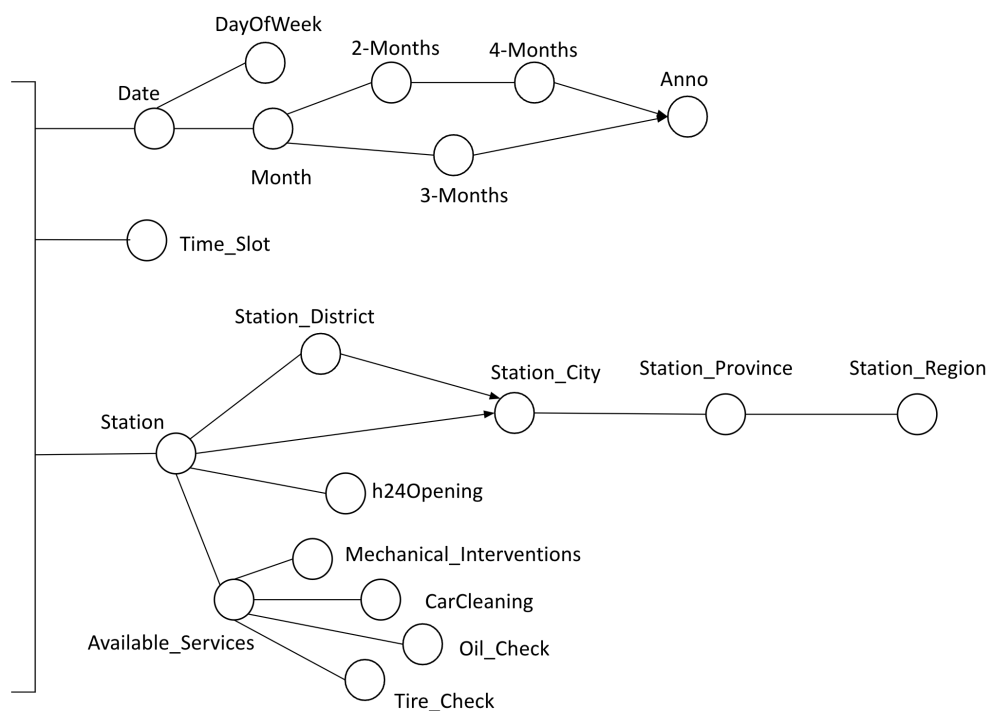 DayOfWeek
2-Months
4-Months
Anno
Date
Month
3-Months
Time_Slot
Station_District
Station_City
Station_Province
Station_Region
Station
h24Opening
Mechanical_Interventions
CarCleaning
Available_Services
Oil_Check
Tire_Check